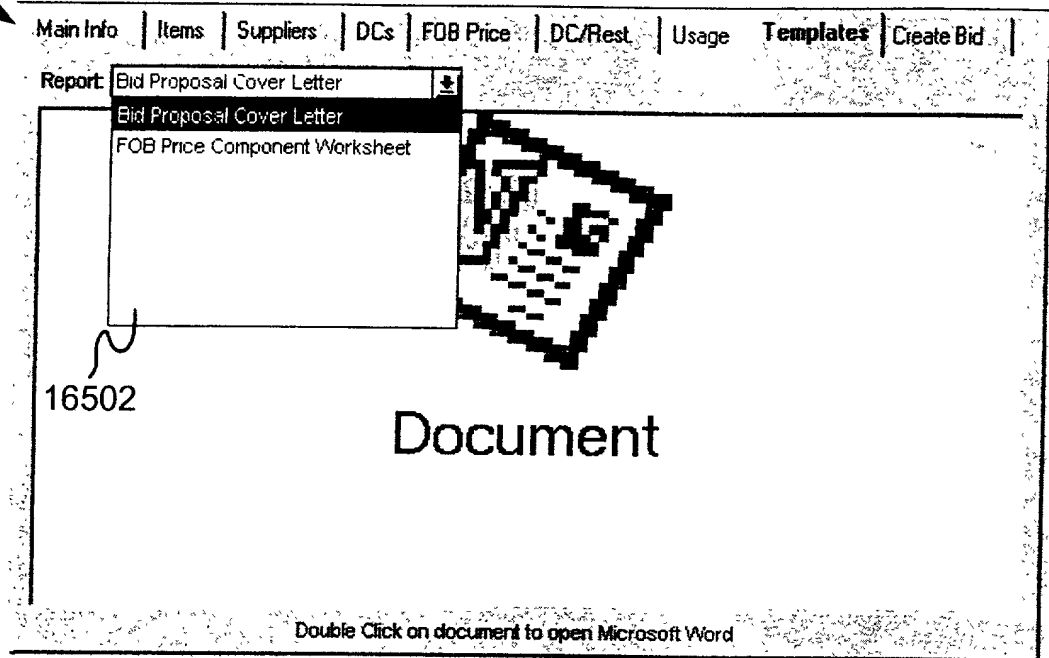 Main Info Items Suppliers DCs FOB Price DC/Rest. Usage Templates Create Bid
Report: Bid Proposal Cover Letter
Bid Proposal Cover Letter
FOB Price Component Worksheet
16502
Document
Double Click on document to open Microsoft Word